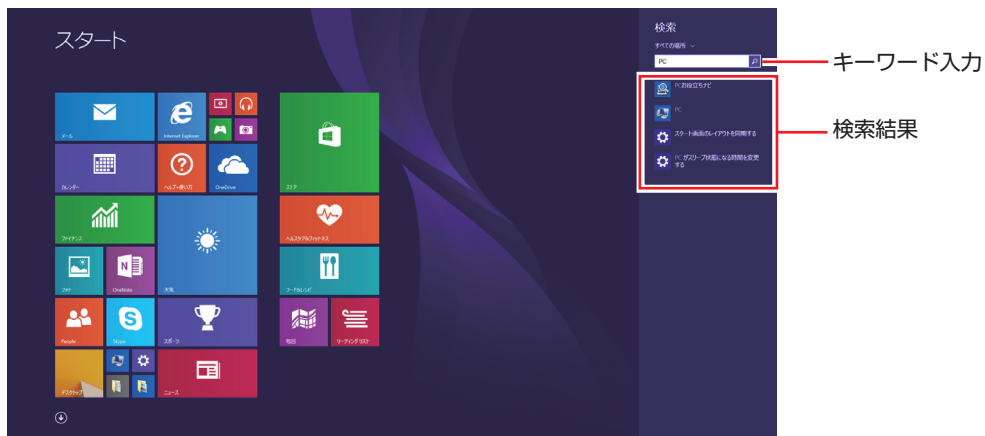 スタート
検索
すべての場所
PC
キーワード入力
PCお役立ちナビ
PC
スタート画面のレイアウトを同期する
PC がスリープ状態になる時間を変更
する
検索結果
メール
Internet Explorer
カレンダー
ヘルプ+使い方
OneDrive
ストア
ファイナンス
天気
ヘルスケア&フィットネス
フォト
OneNote
フード&レシピ
People
Skype
スポーツ
地図
リーディング リスト
デスクトップ
ニュース